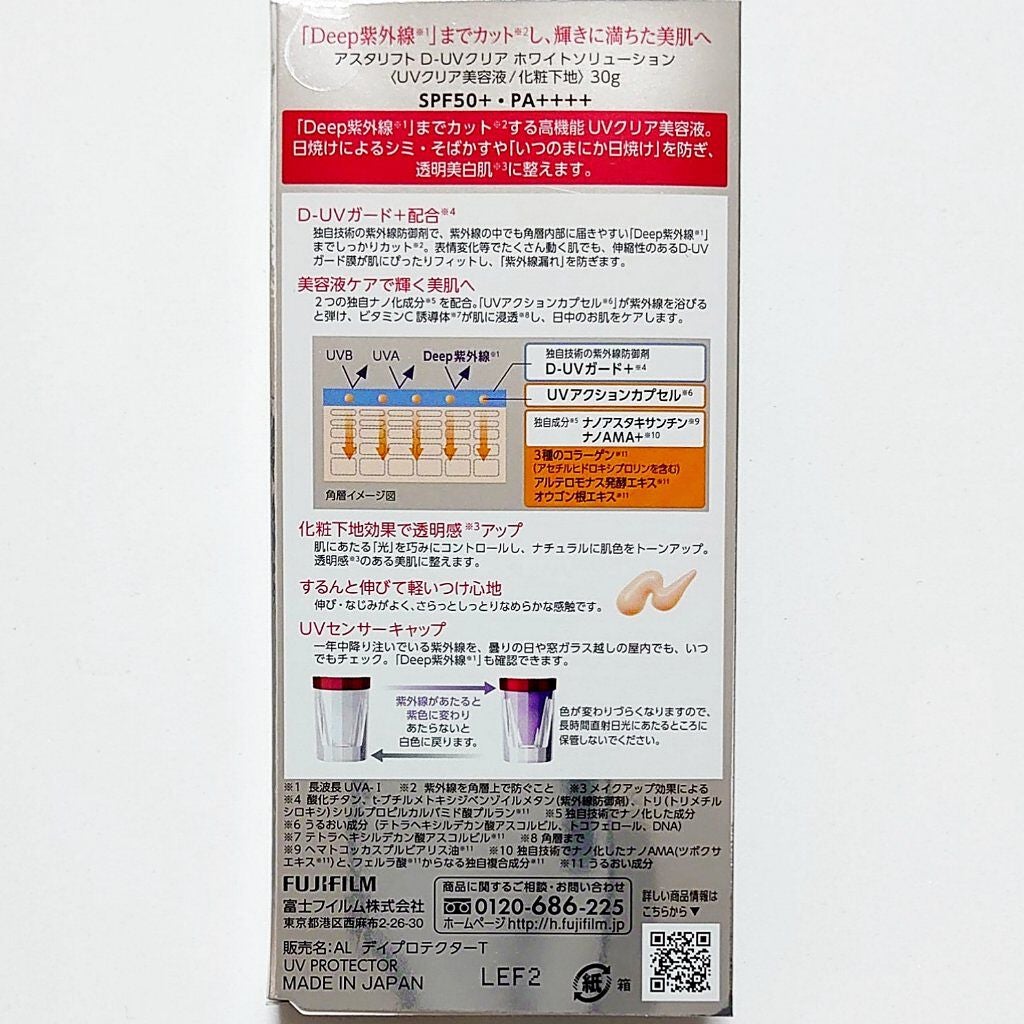 「Deep紫外線※1」までカット※2し、輝きに満ちた美肌へ
アスタリフト D-UVクリア ホワイトソリューション
〈UVクリア美容液/化粧下地〉30g
SPF50+・PA++++
「Deep紫外線※1」までカット※2する高機能 UVクリア美容液。
日焼けによるシミ・そばかすや「いつのまにか日焼け」を防ぎ、
透明美白肌※3に整えます。
D-UVガード+配合※4
独自技術の紫外線防御剤で、紫外線の中でも角層内部に届きやすい「Deep紫外線※1」
までしっかりカット※2。表情変化等でたくさん動く肌でも、伸縮性のあるD-UV
ガード膜が肌にぴったりフィットし、「紫外線漏れ」を防ぎます。
美容液ケアで輝く美肌へ
2つの独自ナノ化成分※5を配合。「UVアクションカプセル※6」が紫外線を浴びる
と弾け、ビタミンC誘導体※7が肌に浸透※8し、日中のお肌をケアします。
UVB UVA Deep紫外線※1
独自技術の紫外線防御剤
D-UVガード+※4
UVアクションカプセル※6
独自成分※5 ナノアスタキサンチン※9
ナノAMA+※10
3種のコラーゲン※11
(アセチルヒドロキシプロリンを含む)
アルテロモナス発酵エキス※11
オウゴン根エキス※11
角層イメージ図
化粧下地効果で透明感※3アップ
肌にあたる「光」を巧みにコントロールし、ナチュラルに肌色をトーンアップ。
透明感※3のある美肌に整えます。
するんと伸びて軽いつけ心地
伸び・なじみがよく、さらっとしっとりなめらかな感触です。
UVセンサーキャップ
一年中降り注いでいる紫外線を、曇りの日や窓ガラス越しの屋内でも、いつ
でもチェック。「Deep紫外線※1」も確認できます。
紫外線があたると
紫色に変わり
あたらないと
白色に戻ります。
色が変わりづらくなりますので、
長時間直射日光にあたるところに
保管しないでください。
※1 長波長UVA-Ⅰ ※2 紫外線を角層上で防ぐこと ※3 メイクアップ効果による
※4 酸化チタン、t-ブチルメトキシジベンゾイルメタン(紫外線防御剤)、トリ(トリメチル
シロキシ)シリルプロピルカルバミド酸プルラン※11 ※5 独自技術でナノ化した成分
※6 うるおい成分(テトラヘキシルデカン酸アスコルビル、トコフェロール、DNA)
※7 テトラヘキシルデカン酸アスコルビル※11 ※8 角層まで
※9 ヘマトコッカスプルビアリス油※11 ※10 独自技術でナノ化したナノAMA(ツボクサ
エキス※11)と、フェルラ酸※11からなる独自複合成分※11 ※11 うるおい成分
FUJIFILM
富士フイルム株式会社
東京都港区西麻布2-26-30
商品に関するご相談・お問い合わせ
0120-686-225
ホームページhttp://h.fujifilm.jp
詳しい商品情報は
こちらから▼
販売名:AL デイプロテクターT
UV PROTECTOR
MADE IN JAPAN
LEF2
紙 箱